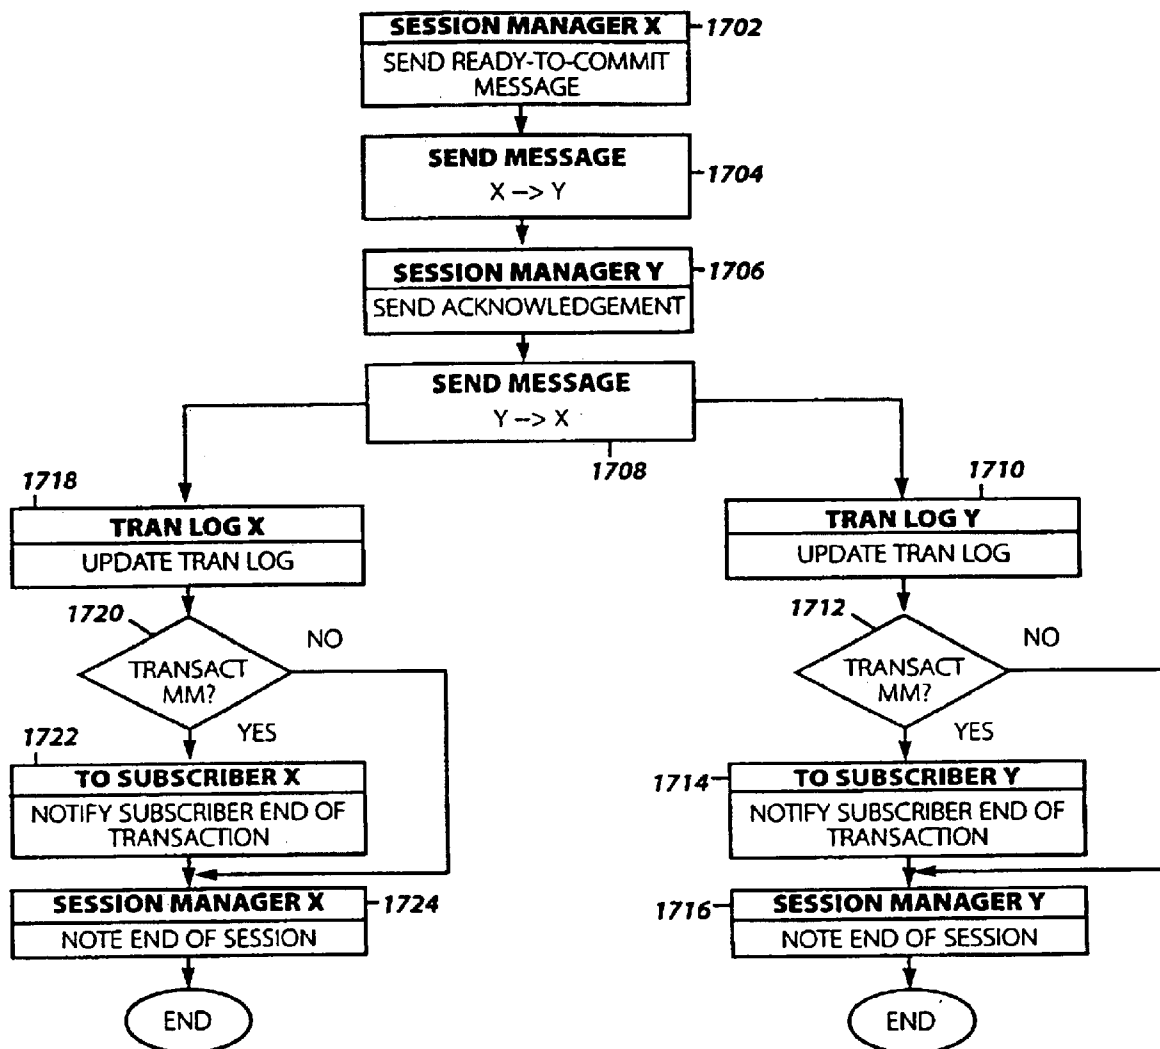 SESSION MANAGER X
1702
SEND READY-TO-COMMIT
MESSAGE
SEND MESSAGE
1704
X —> Y
SESSION MANAGER Y
1706
SEND ACKNOWLEDGEMENT
SEND MESSAGE
Y —> X
1708
1718
TRAN LOG X
UPDATE TRAN LOG
1720
NO
TRANSACT
MM?
YES
1722
TO SUBSCRIBER X
NOTIFY SUBSCRIBER END OF
TRANSACTION
SESSION MANAGER X
1724
NOTE END OF SESSION
END
1710
TRAN LOG Y
UPDATE TRAN LOG
1712
NO
TRANSACT
MM?
YES
1714
TO SUBSCRIBER Y
NOTIFY SUBSCRIBER END OF
TRANSACTION
1716
SESSION MANAGER Y
NOTE END OF SESSION
END